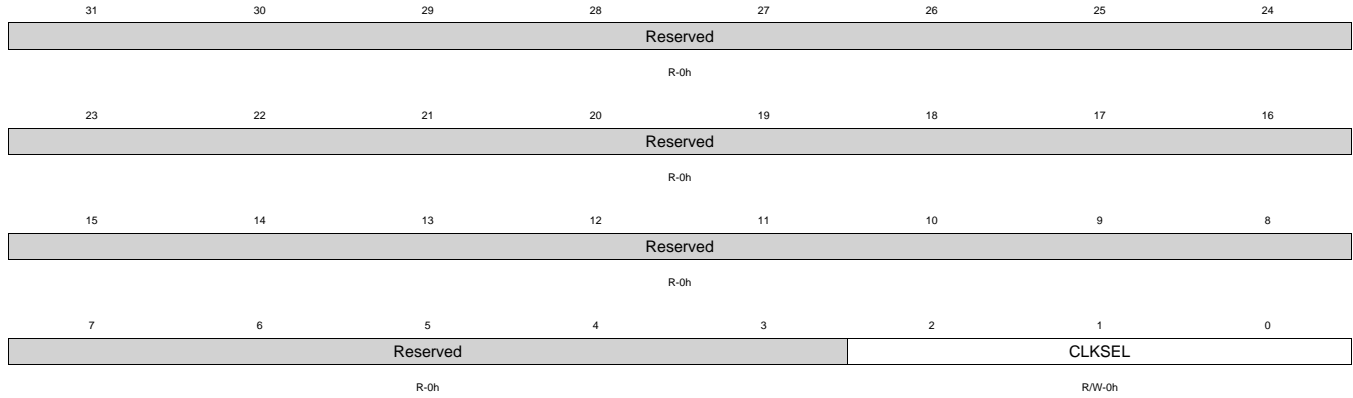 31 30 29 28 27 26 25 24
Reserved
R-0h
23 22 21 20 19 18 17 16
Reserved
R-0h
15 14 13 12 11 10 9 8
Reserved
R-0h
7 6 5 4 3 2 1 0
Reserved CLKSEL
R-0h R/W-0h